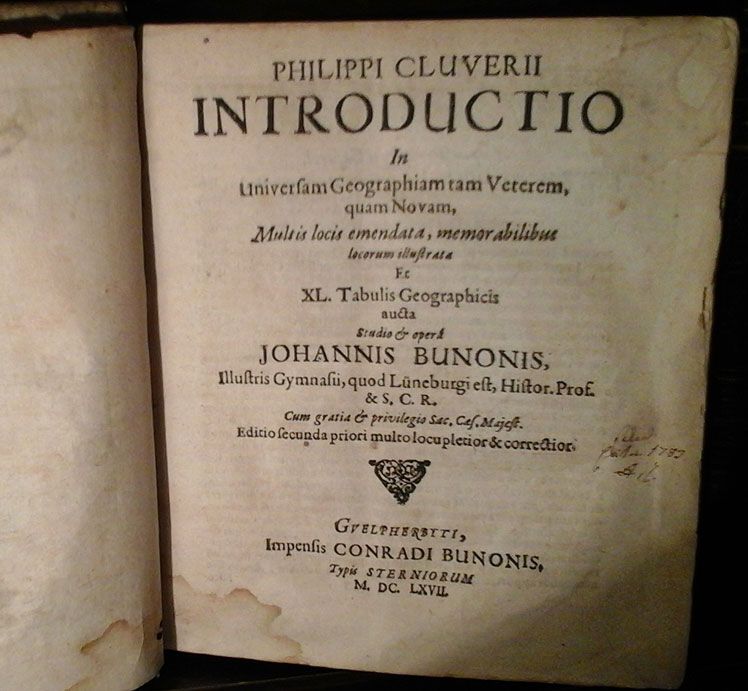 PHILIPPI CLUVERII
INTRODUCTIO
In
Universam Geographiam tam Veterem,
quam Novam,
Multis locis emendata, memorabilibus
locorum illustrata
Et
XL. Tabulis Geographicis
aucta
Studio & operâ
JOHANNIS BUNONIS,
Illustris Gymnasii, quod Lüneburgi est, Histor. Prof.
& S. C. R.
Cum gratia & privilegio Sac. Cæs. Majest.
Editio secunda priori multo locupletior & correctior.
1783
GVELPHERBYTI,
Impensis CONRADI BUNONIS,
Typis STERNIORUM
M. DC. LXVII.